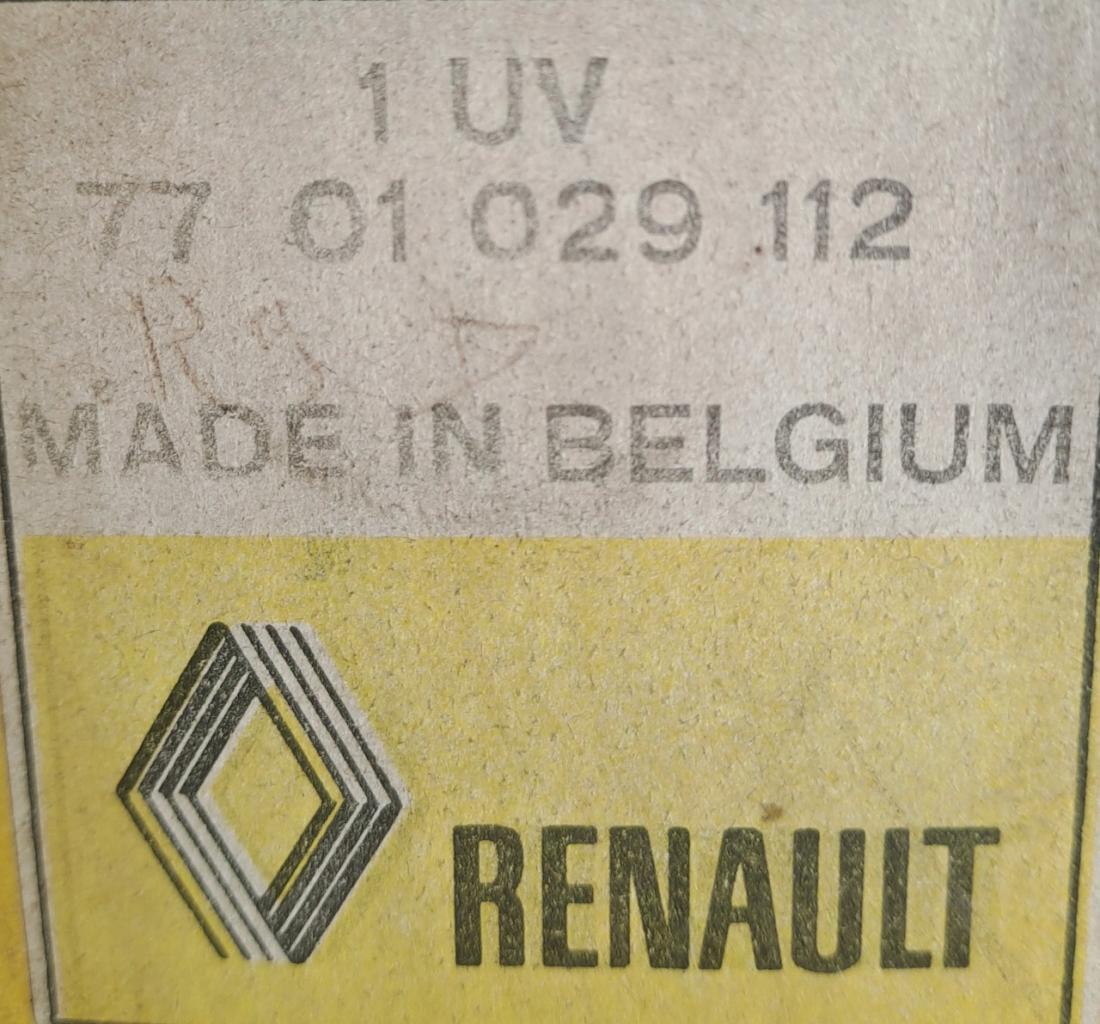 1 UV
77 01 029 112
MADE IN BELGIUM
RENAULT